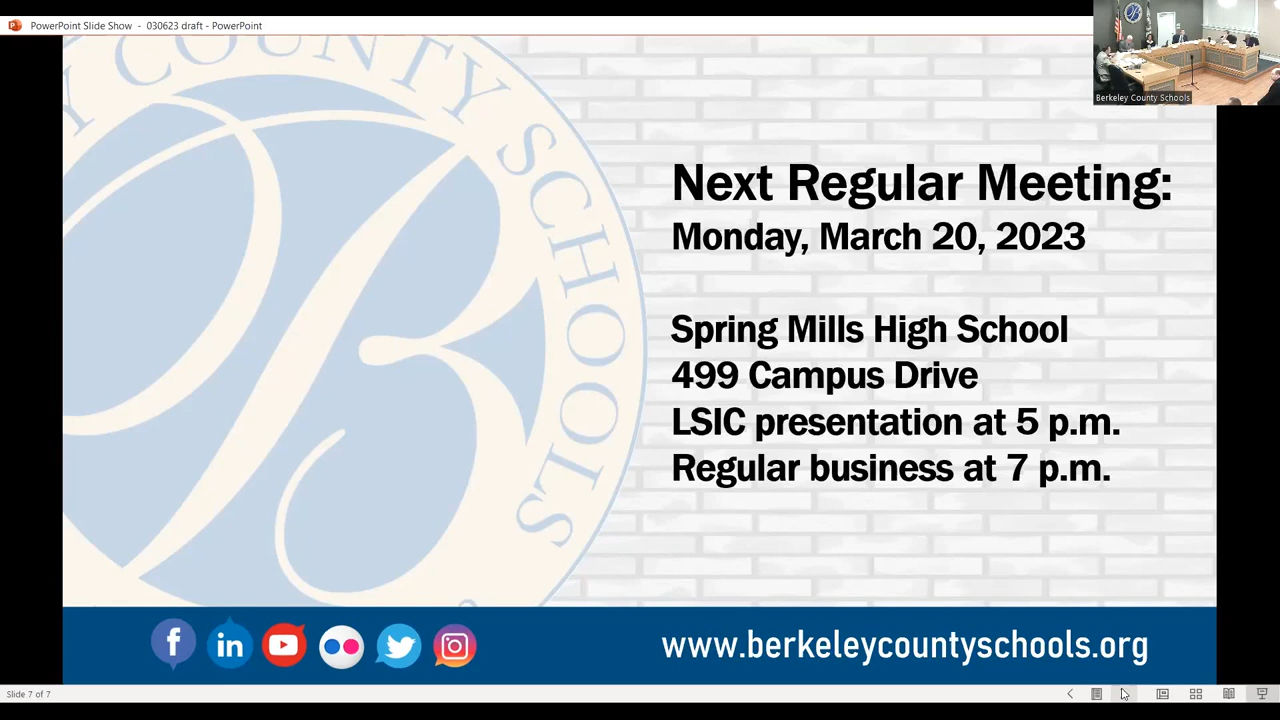 PowerPoint Slide Show - 030623 draft - PowerPoint
Berkeley County Schools
Y COUNTY SCHOOLS
Next Regular Meeting:
Monday, March 20, 2023
Spring Mills High School
499 Campus Drive
LSIC presentation at 5 p.m.
Regular business at 7 p.m.
www.berkeleycountyschools.org
Slide 7 of 7